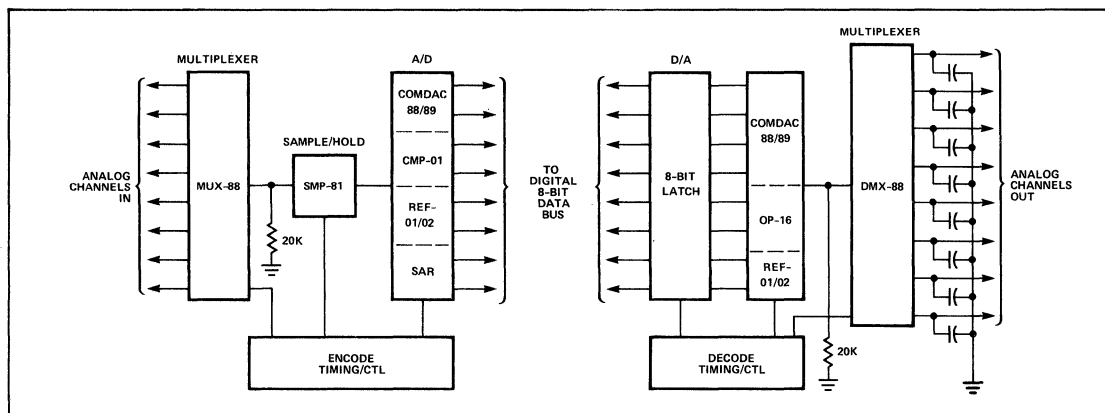 MULTIPLEXER
ANALOG
CHANNELS
IN
MUX-88
20K
SAMPLE/HOLD
SMP-81
A/D
COMDAC
88/89
CMP-01
REF-
01/02
SAR
ENCODE
TIMING/CTL
TO
DIGITAL
8-BIT
DATA
BUS
D/A
8-BIT
LATCH
COMDAC
88/89
OP-16
REF-
01/02
DECODE
TIMING/CTL
20K
MULTIPLEXER
DMX-88
ANALOG
CHANNELS
OUT